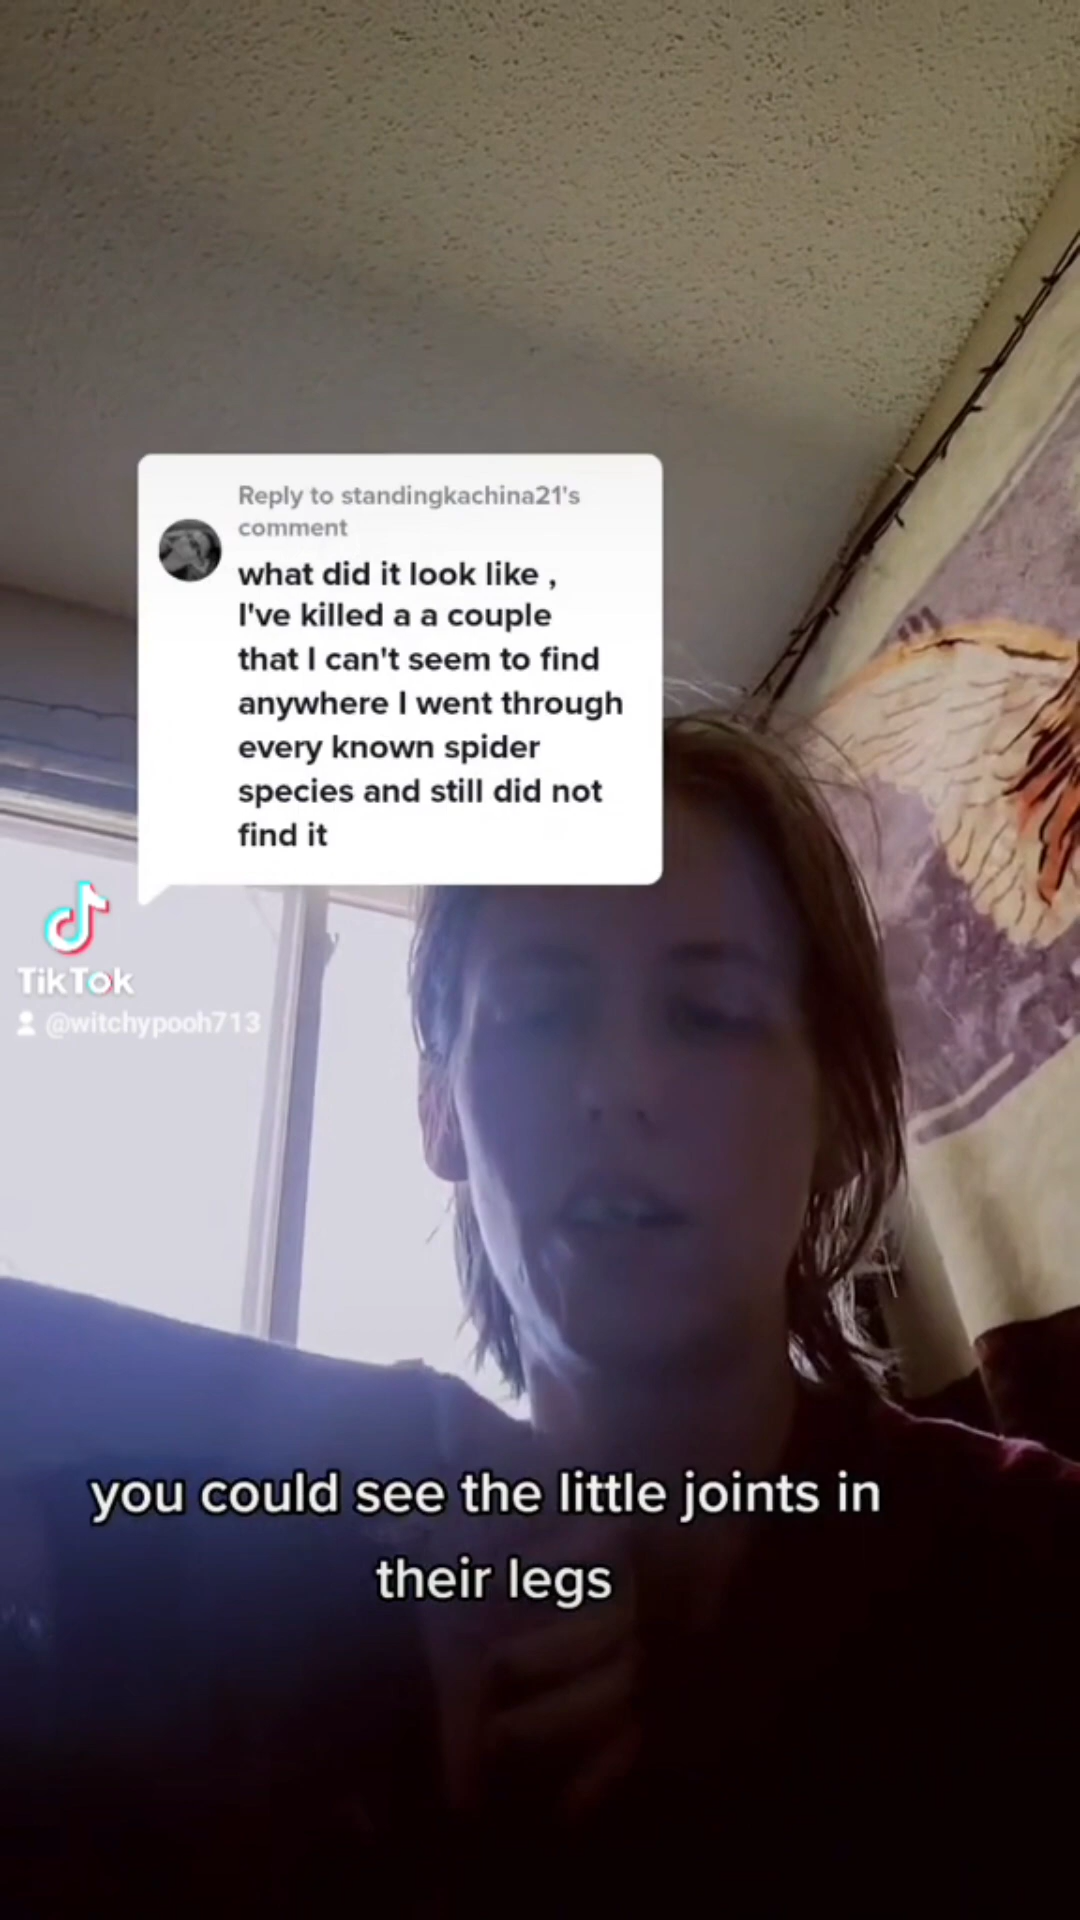 Reply to standingkachina21's
comment
what did it look like ,
I've killed a a couple
that I can't seem to find
anywhere I went through
every known spider
species and still did not
find it
TikTok
@witchypooh713
you could see the little joints in
their legs